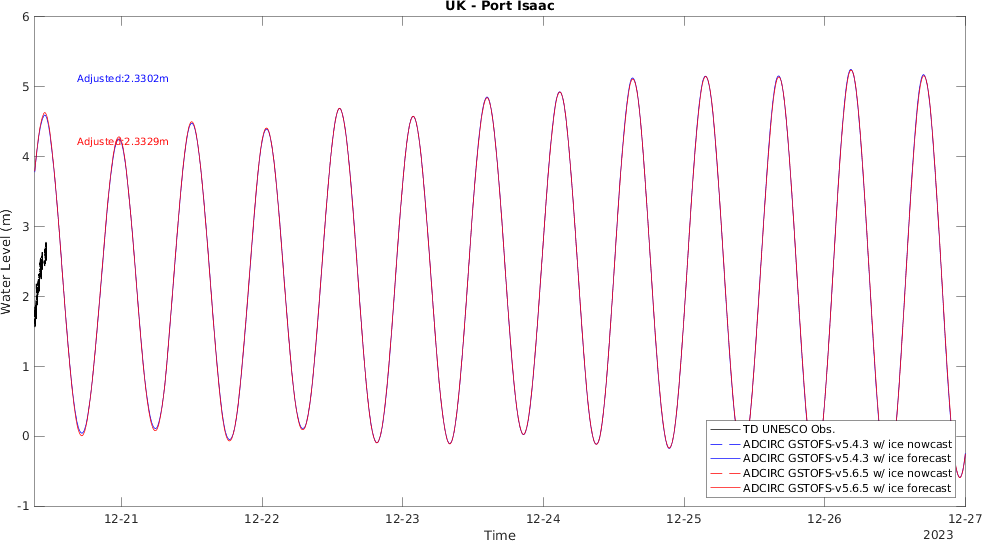 UK - Port Isaac
6
5
4
3
2
1
0
-1
Water Level (m)
Adjusted:2.3302m
Adjusted:2.3329m
TD UNESCO Obs.
ADCIRC GSTOFS-v5.4.3 w/ ice nowcast
ADCIRC GSTOFS-v5.4.3 w/ ice forecast
ADCIRC GSTOFS-v5.6.5 w/ ice nowcast
ADCIRC GSTOFS-v5.6.5 w/ ice forecast
12-21 12-22 12-23 12-24 12-25 12-26 12-27
Time
2023